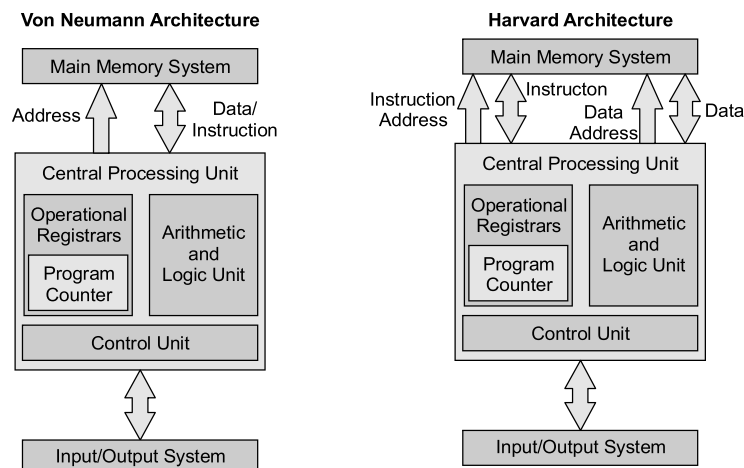 Von Neumann Architecture
Main Memory System
Address
Data/
Instruction
Central Processing Unit
Operational
Registrars
Program
Counter
Arithmetic
and
Logic Unit
Control Unit
Input/Output System
Harvard Architecture
Main Memory System
Instruction
Address
Instructon
Data
Address
Data
Central Processing Unit
Operational
Registrars
Program
Counter
Arithmetic
and
Logic Unit
Control Unit
Input/Output System